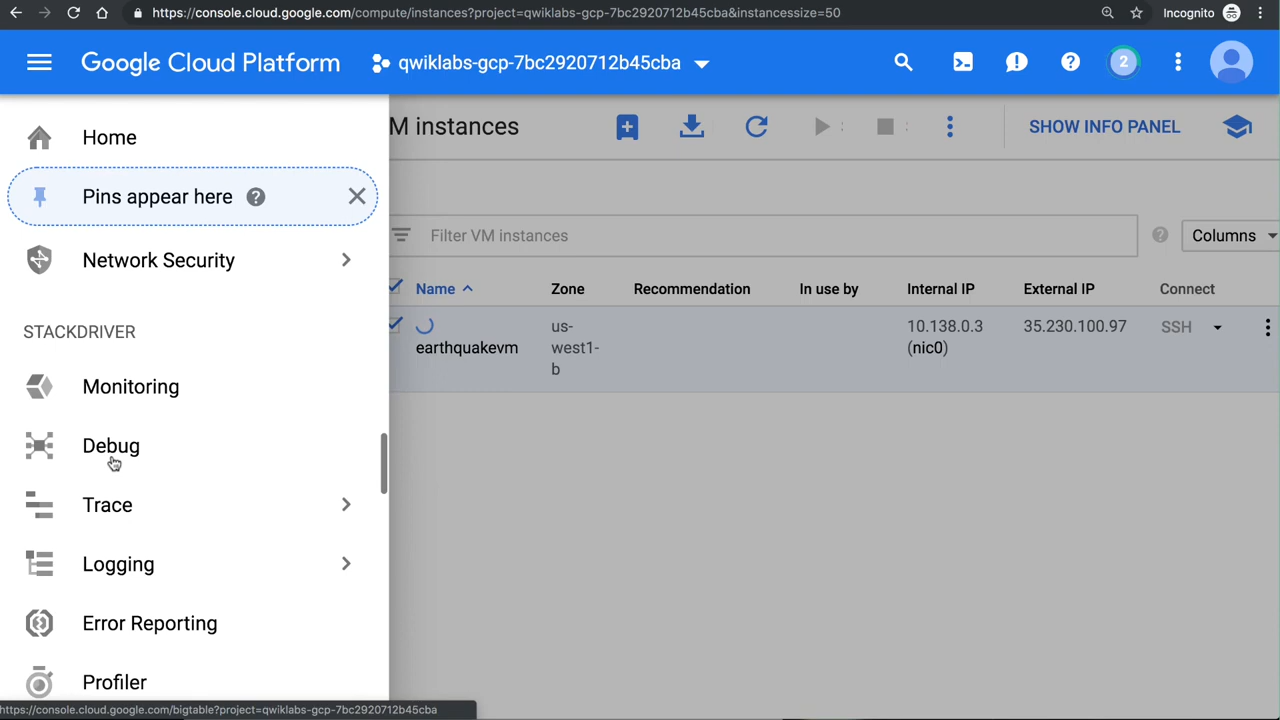 https://console.cloud.google.com/compute/instances?project=qwiklabs-gcp-7bc2920712b45cba&instancessize=50
Incognito
Google Cloud Platform
qwiklabs-gcp-7bc2920712b45cba
2
Home
Pins appear here
Network Security
STACKDRIVER
Monitoring
Debug
Trace
Logging
Error Reporting
Profiler
M instances
SHOW INFO PANEL
Filter VM instances
Columns
Name Zone Recommendation In use by Internal IP External IP Connect
earthquakevm
us-
west1-
b
10.138.0.3
(nic0)
35.230.100.97
SSH
https://console.cloud.google.com/bigtable?project=qwiklabs-gcp-7bc2920712b45cba